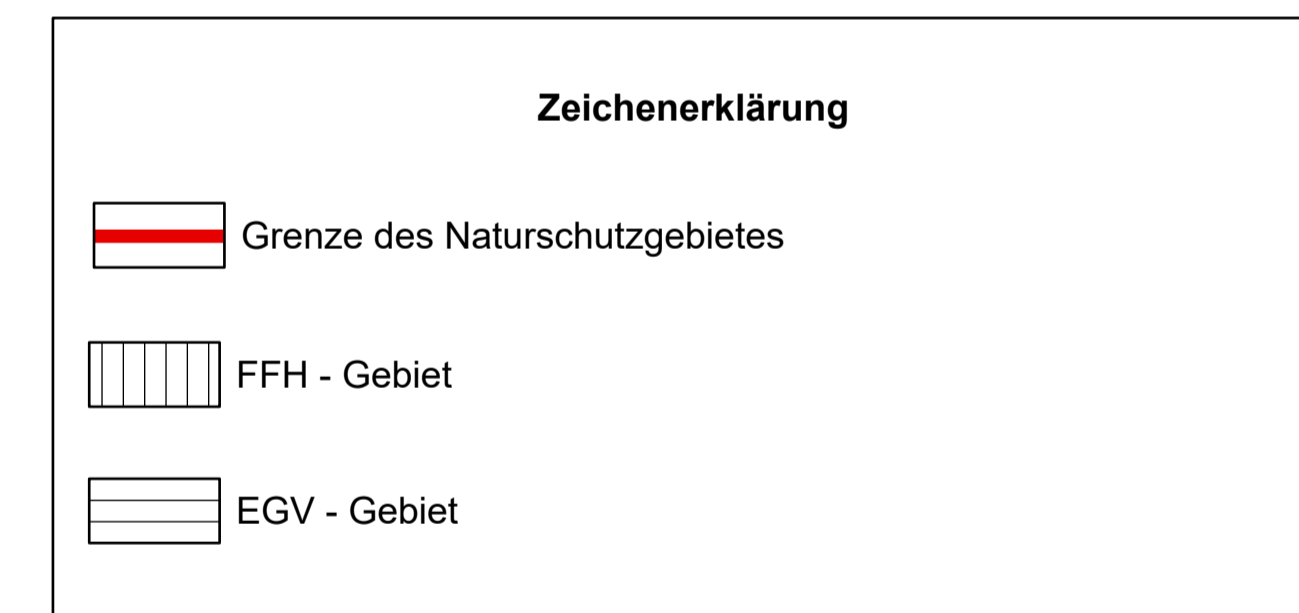 Zeichenerklärung
Grenze des Naturschutzgebietes
FFH - Gebiet
EGV - Gebiet